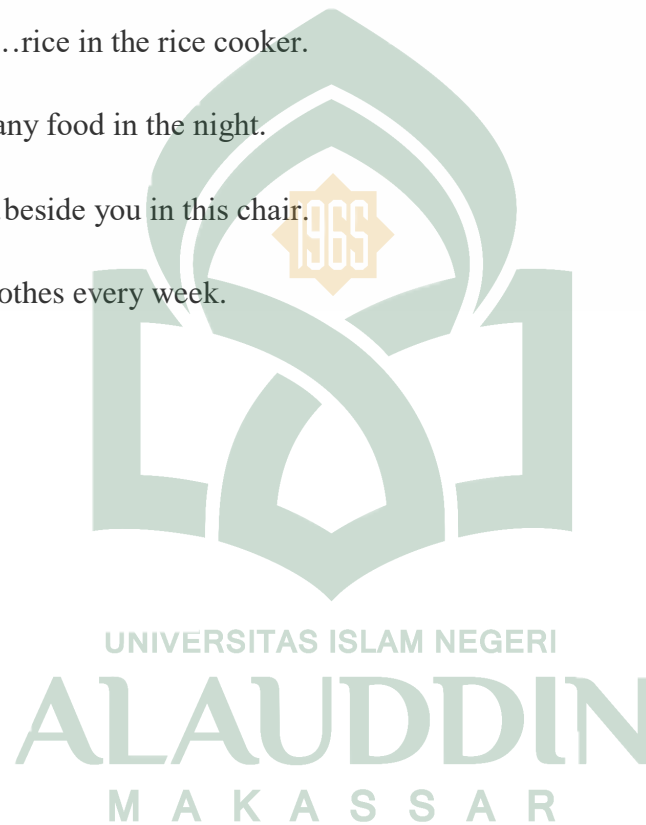 …rice in the rice cooker.
any food in the night.
beside you in this chair.
othes every week.
1965
UNIVERSITAS ISLAM NEGERI
ALAUDDIN
MAKASSAR